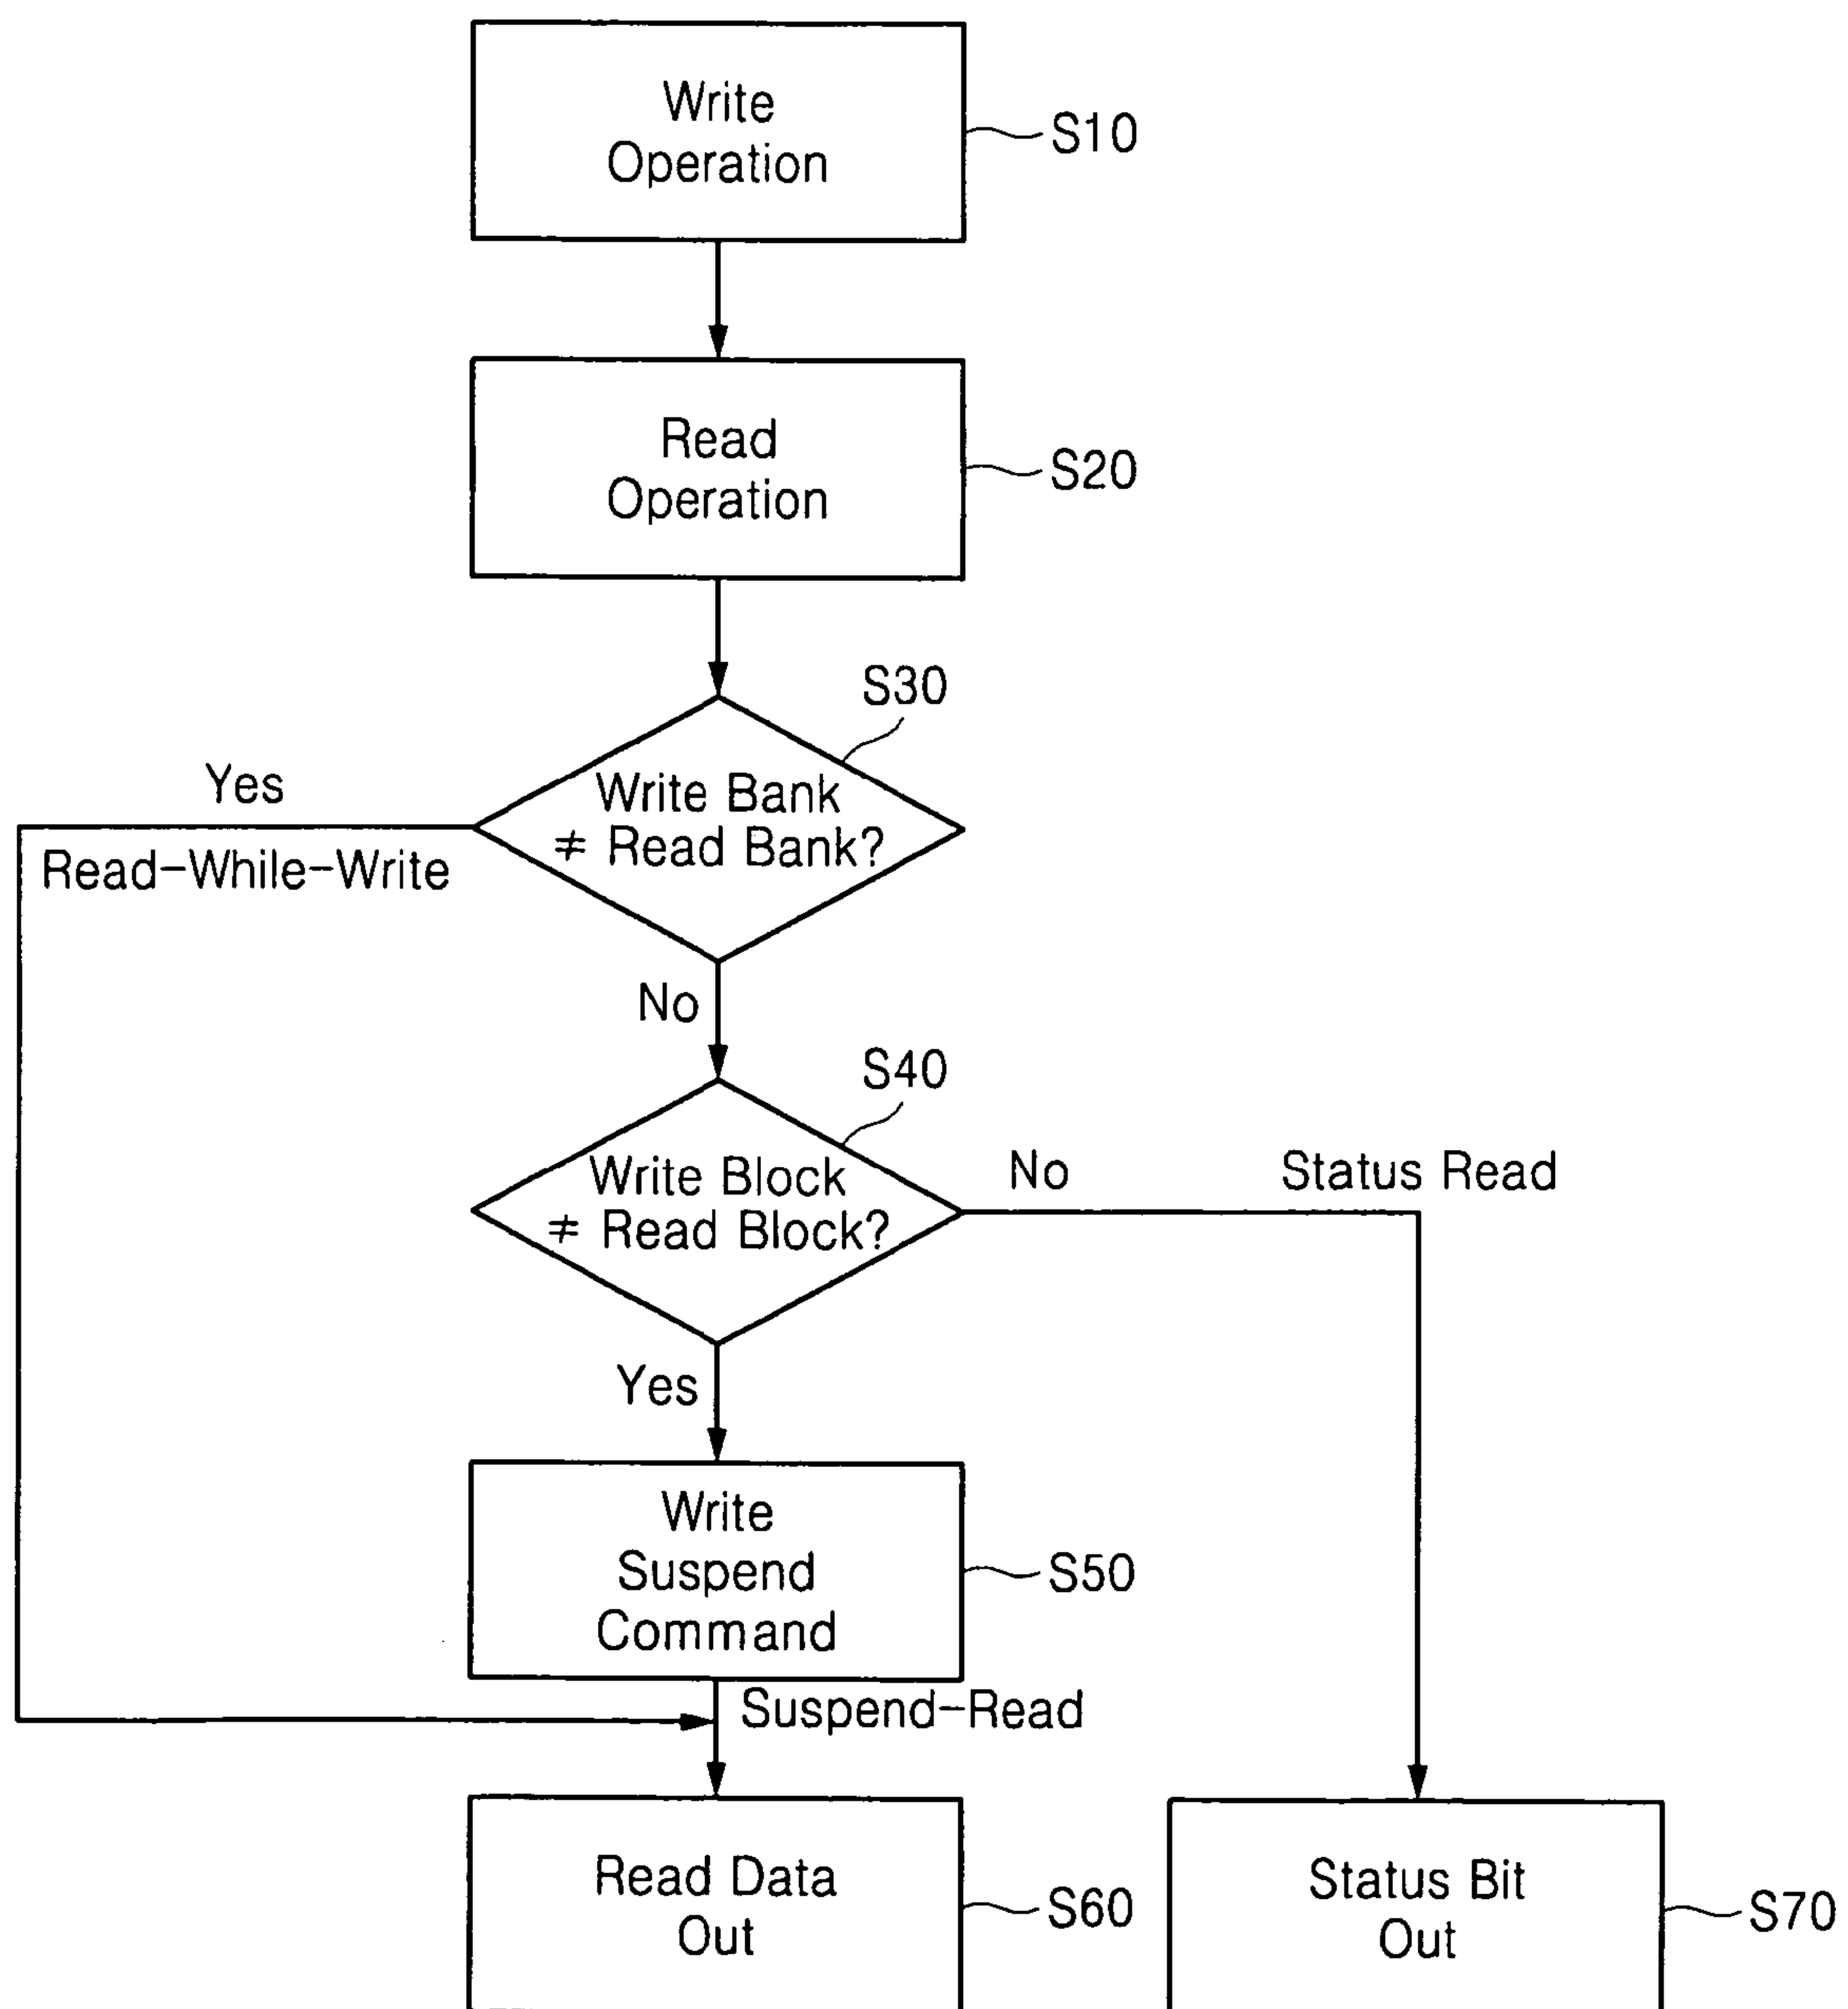 Write
Operation
S10
Read
Operation
S20
S30
Write Bank
≠ Read Bank?
Yes
Read-While-Write
No
S40
Write Block
≠ Read Block?
No
Status Read
Yes
Write
Suspend
Command
S50
Suspend-Read
Read Data
Out
S60
Status Bit
Out
S70